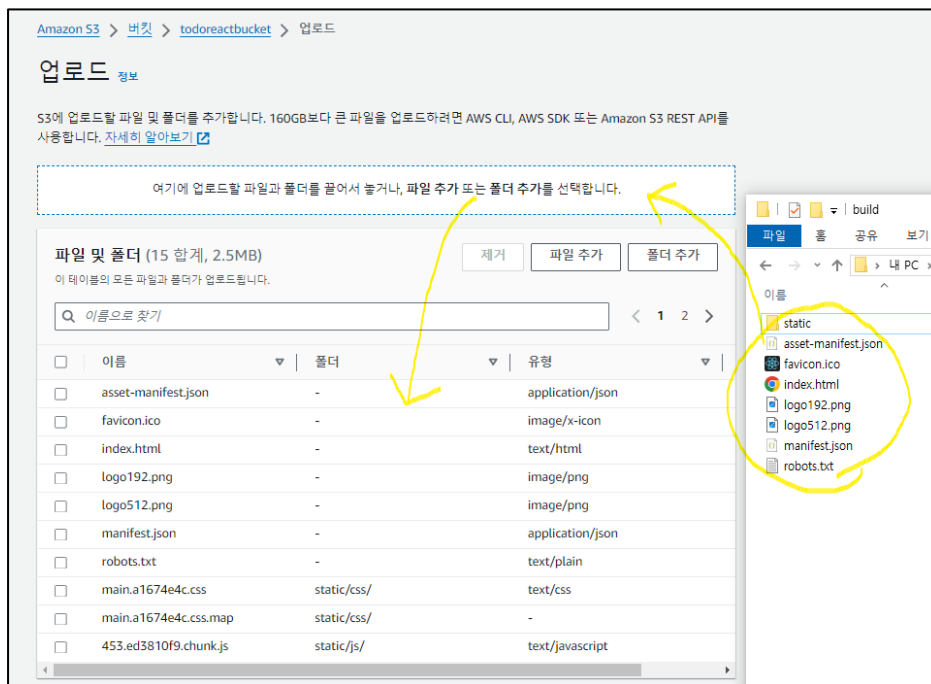 Amazon S3 > 버킷 > todoreactbucket > 업로드
업로드 정보
S3에 업로드할 파일 및 폴더를 추가합니다. 160GB보다 큰 파일을 업로드하려면 AWS CLI, AWS SDK 또는 Amazon S3 REST API를
사용합니다. 자세히 알아보기
여기에 업로드할 파일과 폴더를 끌어서 놓거나, 파일 추가 또는 폴더 추가를 선택합니다.
파일 및 폴더 (15 합계, 2.5MB)
제거
파일 추가
폴더 추가
이 테이블의 모든 파일과 폴더가 업로드됩니다.
이름으로 찾기
1 2
이름 폴더 유형
asset-manifest.json - application/json
favicon.ico - image/x-icon
index.html - text/html
logo192.png - image/png
logo512.png - image/png
manifest.json - application/json
robots.txt - text/plain
main.a1674e4c.css static/css/ text/css
main.a1674e4c.css.map static/css/ -
453.ed3810f9.chunk.js static/js/ text/javascript
build
파일 홈 공유 보기
내 PC
이름
static
asset-manifest.json
favicon.ico
index.html
logo192.png
logo512.png
manifest.json
robots.txt